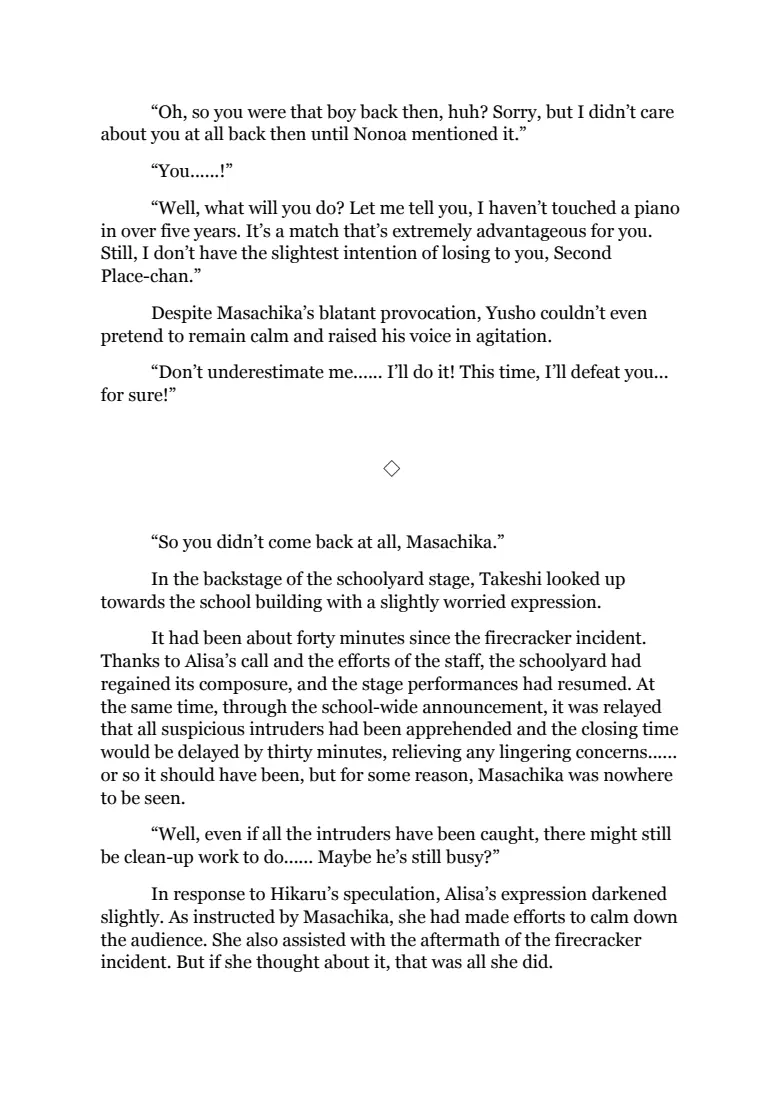 “Oh, so you were that boy back then, huh? Sorry, but I didn’t care
about you at all back then until Nonoa mentioned it.”
“You......!”
“Well, what will you do? Let me tell you, I haven’t touched a piano
in over five years. It’s a match that’s extremely advantageous for you.
Still, I don’t have the slightest intention of losing to you, Second
Place-chan.”
Despite Masachika’s blatant provocation, Yusho couldn’t even
pretend to remain calm and raised his voice in agitation.
“Don’t underestimate me...... I’ll do it! This time, I’ll defeat you...
for sure!”
◇
“So you didn’t come back at all, Masachika.”
In the backstage of the schoolyard stage, Takeshi looked up
towards the school building with a slightly worried expression.
It had been about forty minutes since the firecracker incident.
Thanks to Alisa’s call and the efforts of the staff, the schoolyard had
regained its composure, and the stage performances had resumed. At
the same time, through the school-wide announcement, it was relayed
that all suspicious intruders had been apprehended and the closing time
would be delayed by thirty minutes, relieving any lingering concerns......
or so it should have been, but for some reason, Masachika was nowhere
to be seen.
“Well, even if all the intruders have been caught, there might still
be clean-up work to do...... Maybe he’s still busy?”
In response to Hikaru’s speculation, Alisa’s expression darkened
slightly. As instructed by Masachika, she had made efforts to calm down
the audience. She also assisted with the aftermath of the firecracker
incident. But if she thought about it, that was all she did.